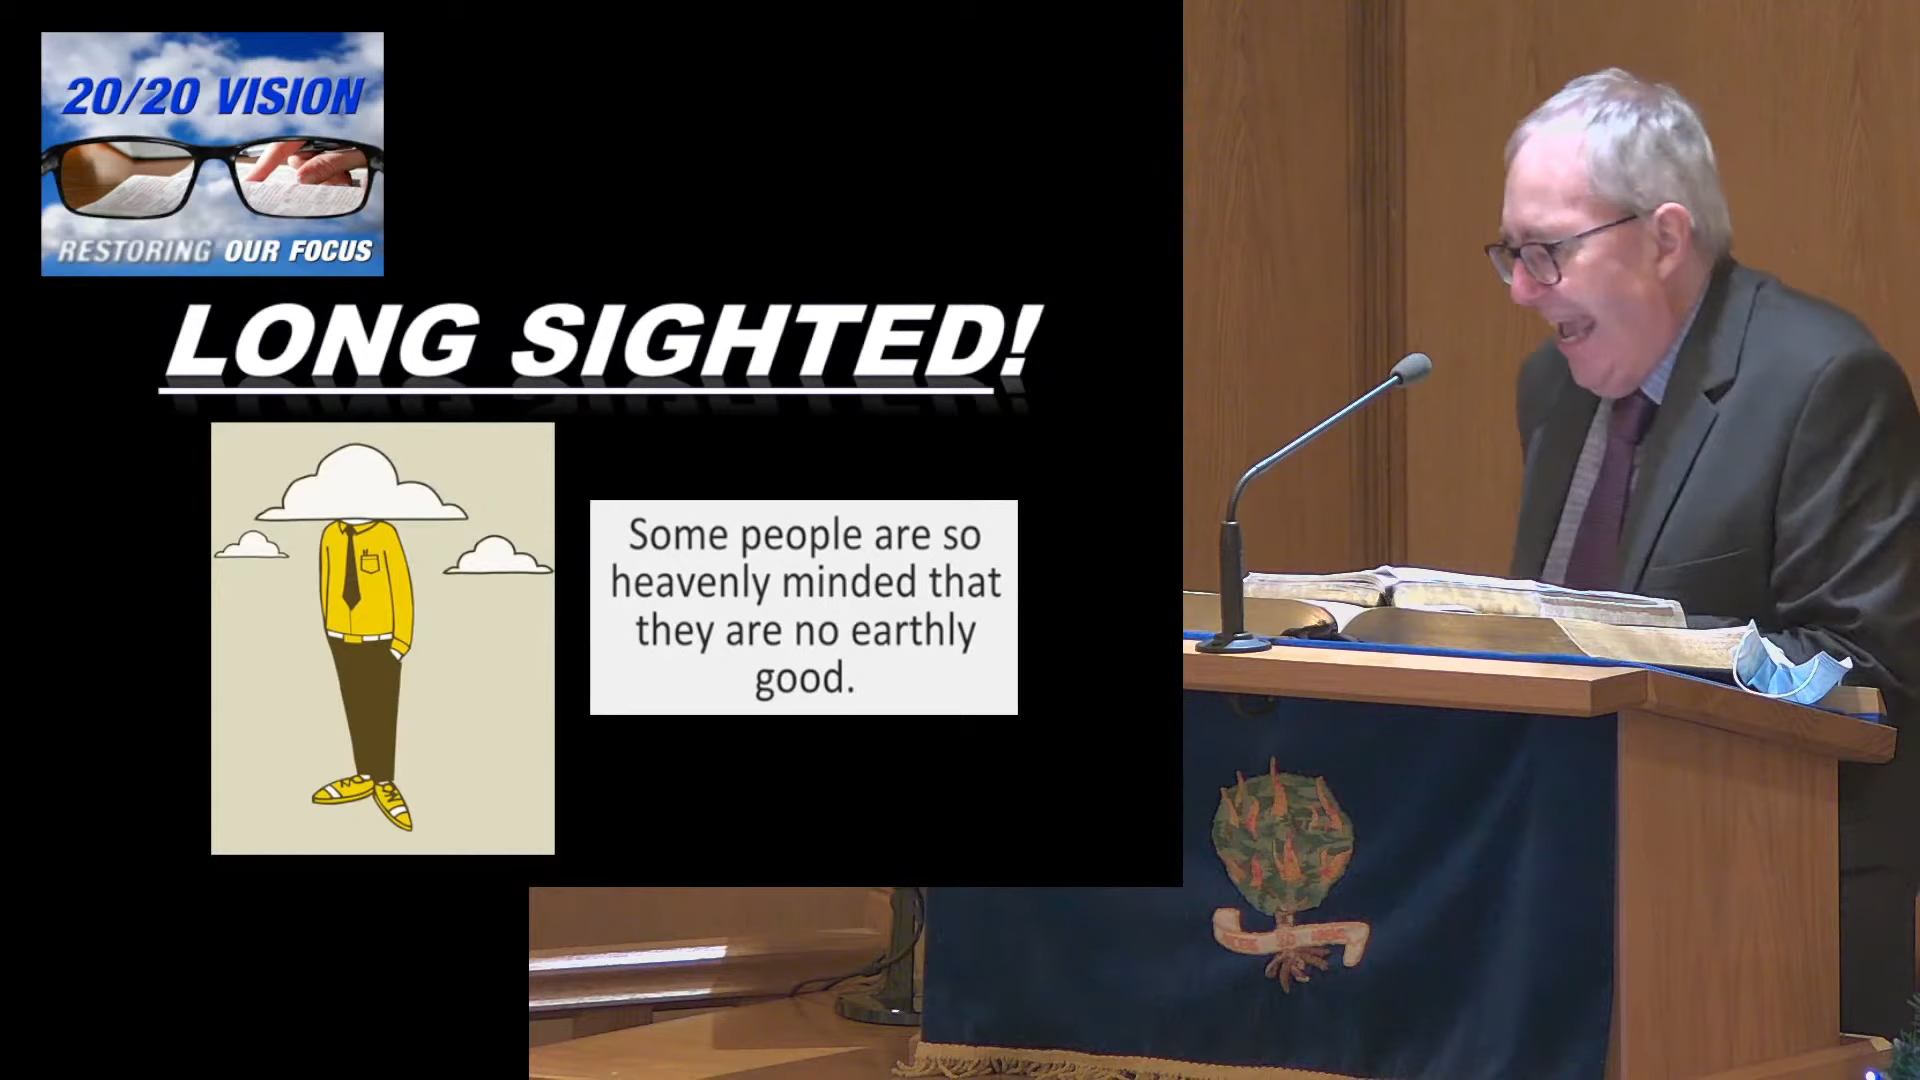 20/20 VISION
RESTORING OUR FOCUS
LONG SIGHTED!
Some people are so
heavenly minded that
they are no earthly
good.